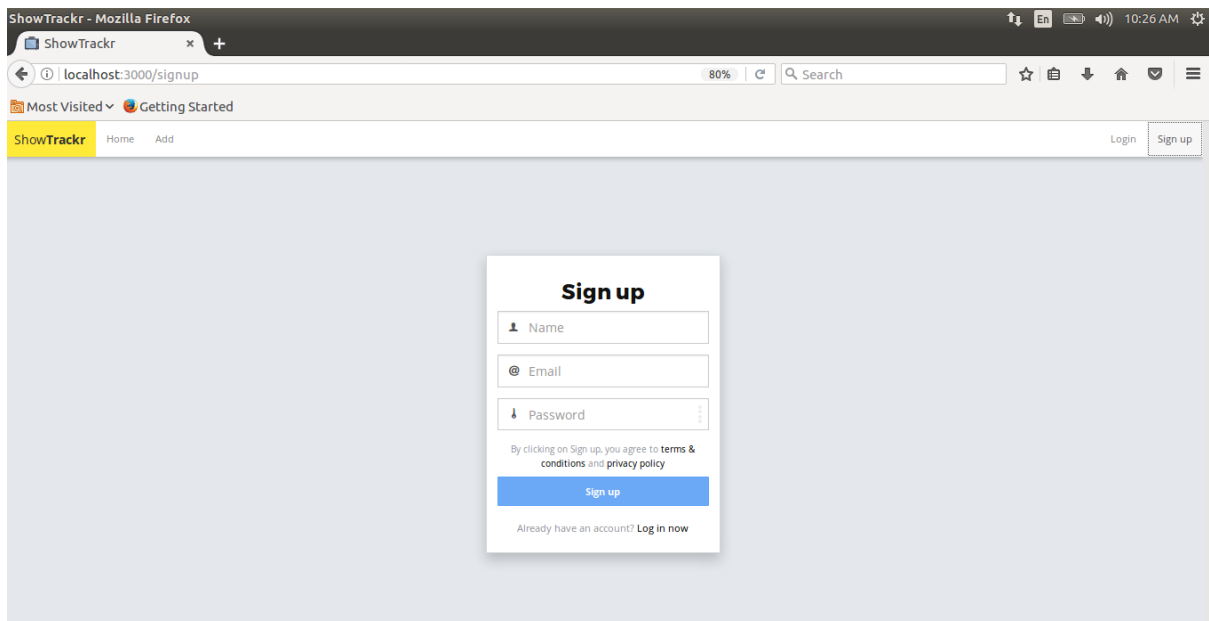 ShowTrackr - Mozilla Firefox En 10:26 AM
ShowTrackr × +
localhost:3000/signup 80% Search
Most Visited Getting Started
ShowTrackr Home Add Login Sign up
Sign up
Name
@ Email
Password
By clicking on Sign up, you agree to terms &
conditions and privacy policy
Sign up
Already have an account? Log in now